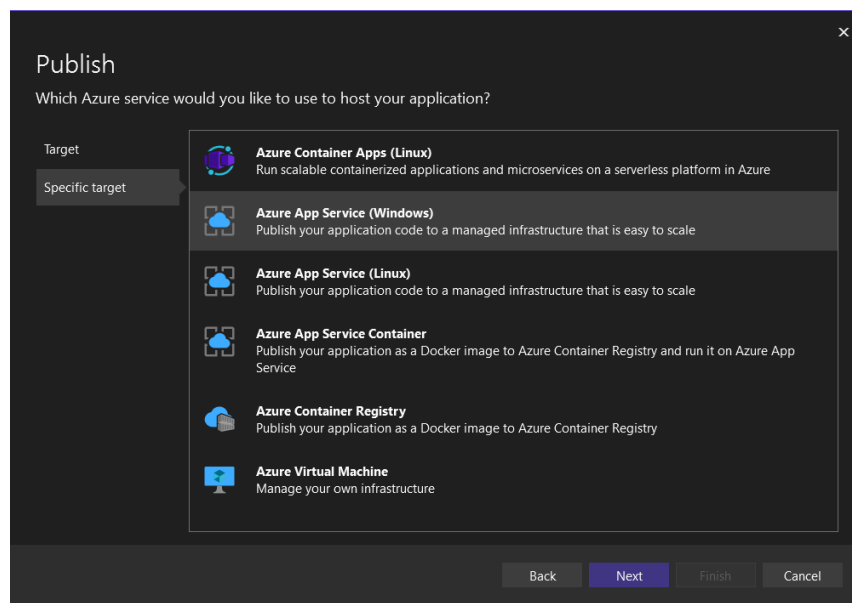 Publish
Which Azure service would you like to use to host your application?
Target
Specific target
Azure Container Apps (Linux)
Run scalable containerized applications and microservices on a serverless platform in Azure
Azure App Service (Windows)
Publish your application code to a managed infrastructure that is easy to scale
Azure App Service (Linux)
Publish your application code to a managed infrastructure that is easy to scale
Azure App Service Container
Publish your application as a Docker image to Azure Container Registry and run it on Azure App
Service
Azure Container Registry
Publish your application as a Docker image to Azure Container Registry
Azure Virtual Machine
Manage your own infrastructure
Back
Next
Finish
Cancel